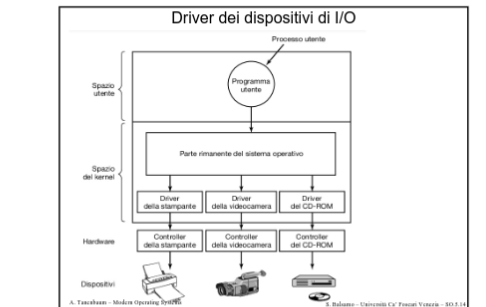 Driver dei dispositivi di I/O
Processo utente
Spazio
utente
Programma
utente
Spazio
del kernel
Parte rimanente del sistema operativo
Driver
della stampante
Driver
della videocamera
Driver
del CD-ROM
Hardware
Controller
della stampante
Controller
della videocamera
Controller
del CD-ROM
Dispositivi
A. Tanenbaum – Modern Operating Systems
S. Balsamo – Università Ca' Foscari Venezia – SO.5.14